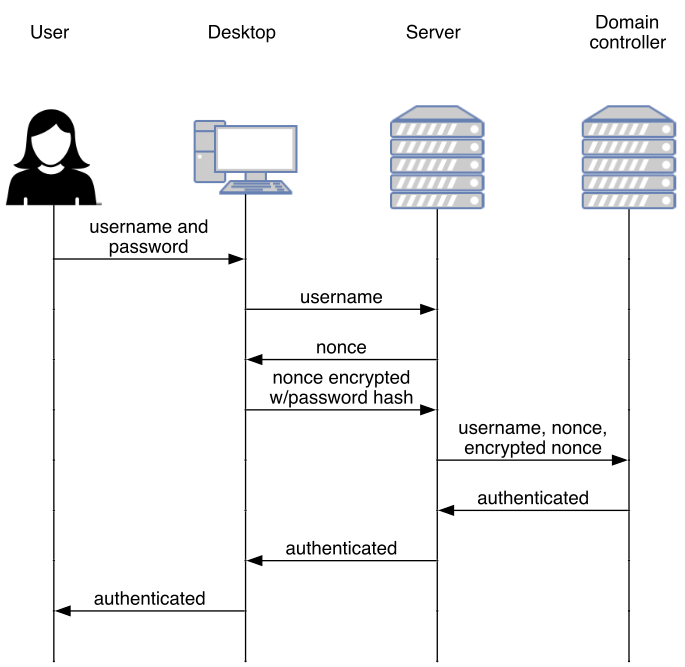 User
Desktop
Server
Domain
controller
username and
password
username
nonce
nonce encrypted
w/password hash
username, nonce,
encrypted nonce
authenticated
authenticated
authenticated